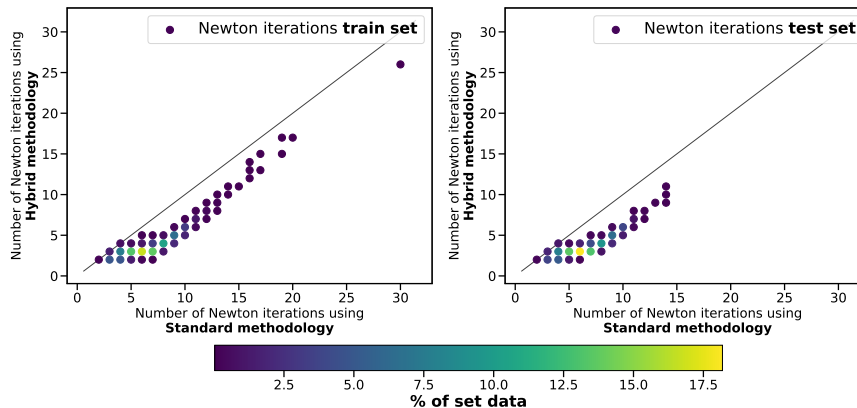 Newton iterations train set
Number of Newton iterations using
Hybrid methodology
30
25
20
15
10
5
0
0 5 10 15 20 25 30
Number of Newton iterations using
Standard methodology
Newton iterations test set
Number of Newton iterations using
Hybrid methodology
30
25
20
15
10
5
0
0 5 10 15 20 25 30
Number of Newton iterations using
Standard methodology
2.5 5.0 7.5 10.0 12.5 15.0 17.5
% of set data